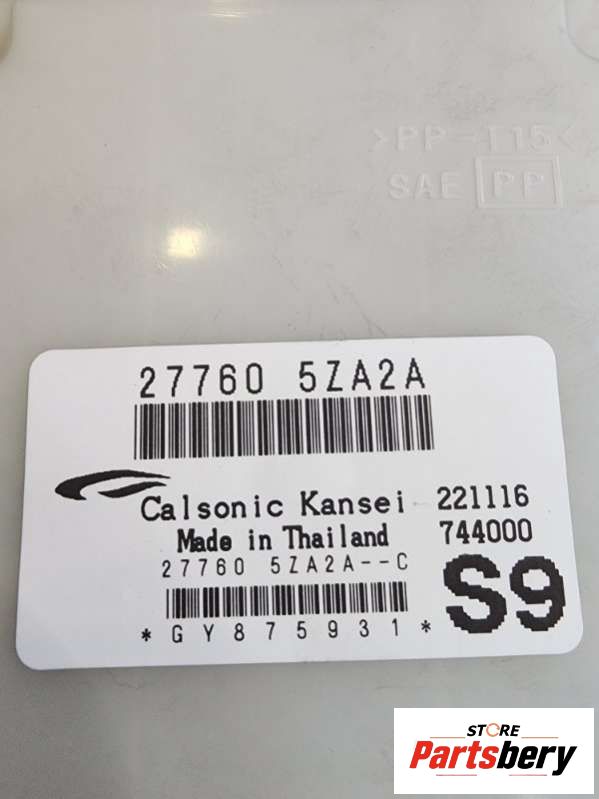 >PP-T15<
SAE PP
27760 5ZA2A
Calsonic Kansei 221116
Made in Thailand 744000
27760 5ZA2A--C
S9
*GY875931*
STORE
Partsbery